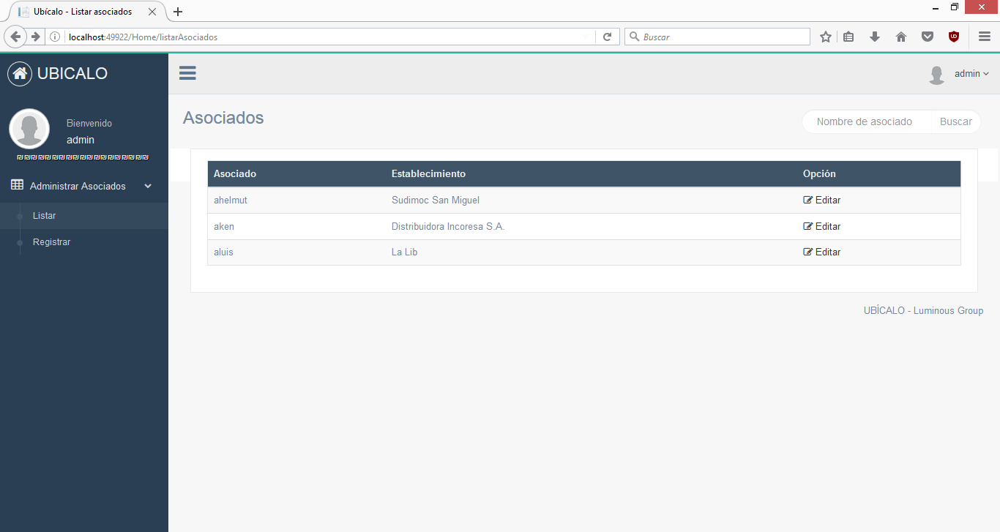 Ubícalo - Listar asociados
localhost:49922/Home/listarAsociados
Buscar
UBICALO
admin
Bienvenido
admin
Asociados
Nombre de asociado Buscar
Administrar Asociados
Listar
Registrar
Asociado Establecimiento Opción
ahelmut Sudimoc San Miguel Editar
aken Distribuidora Incoresa S.A. Editar
aluis La Lib Editar
UBÍCALO - Luminous Group